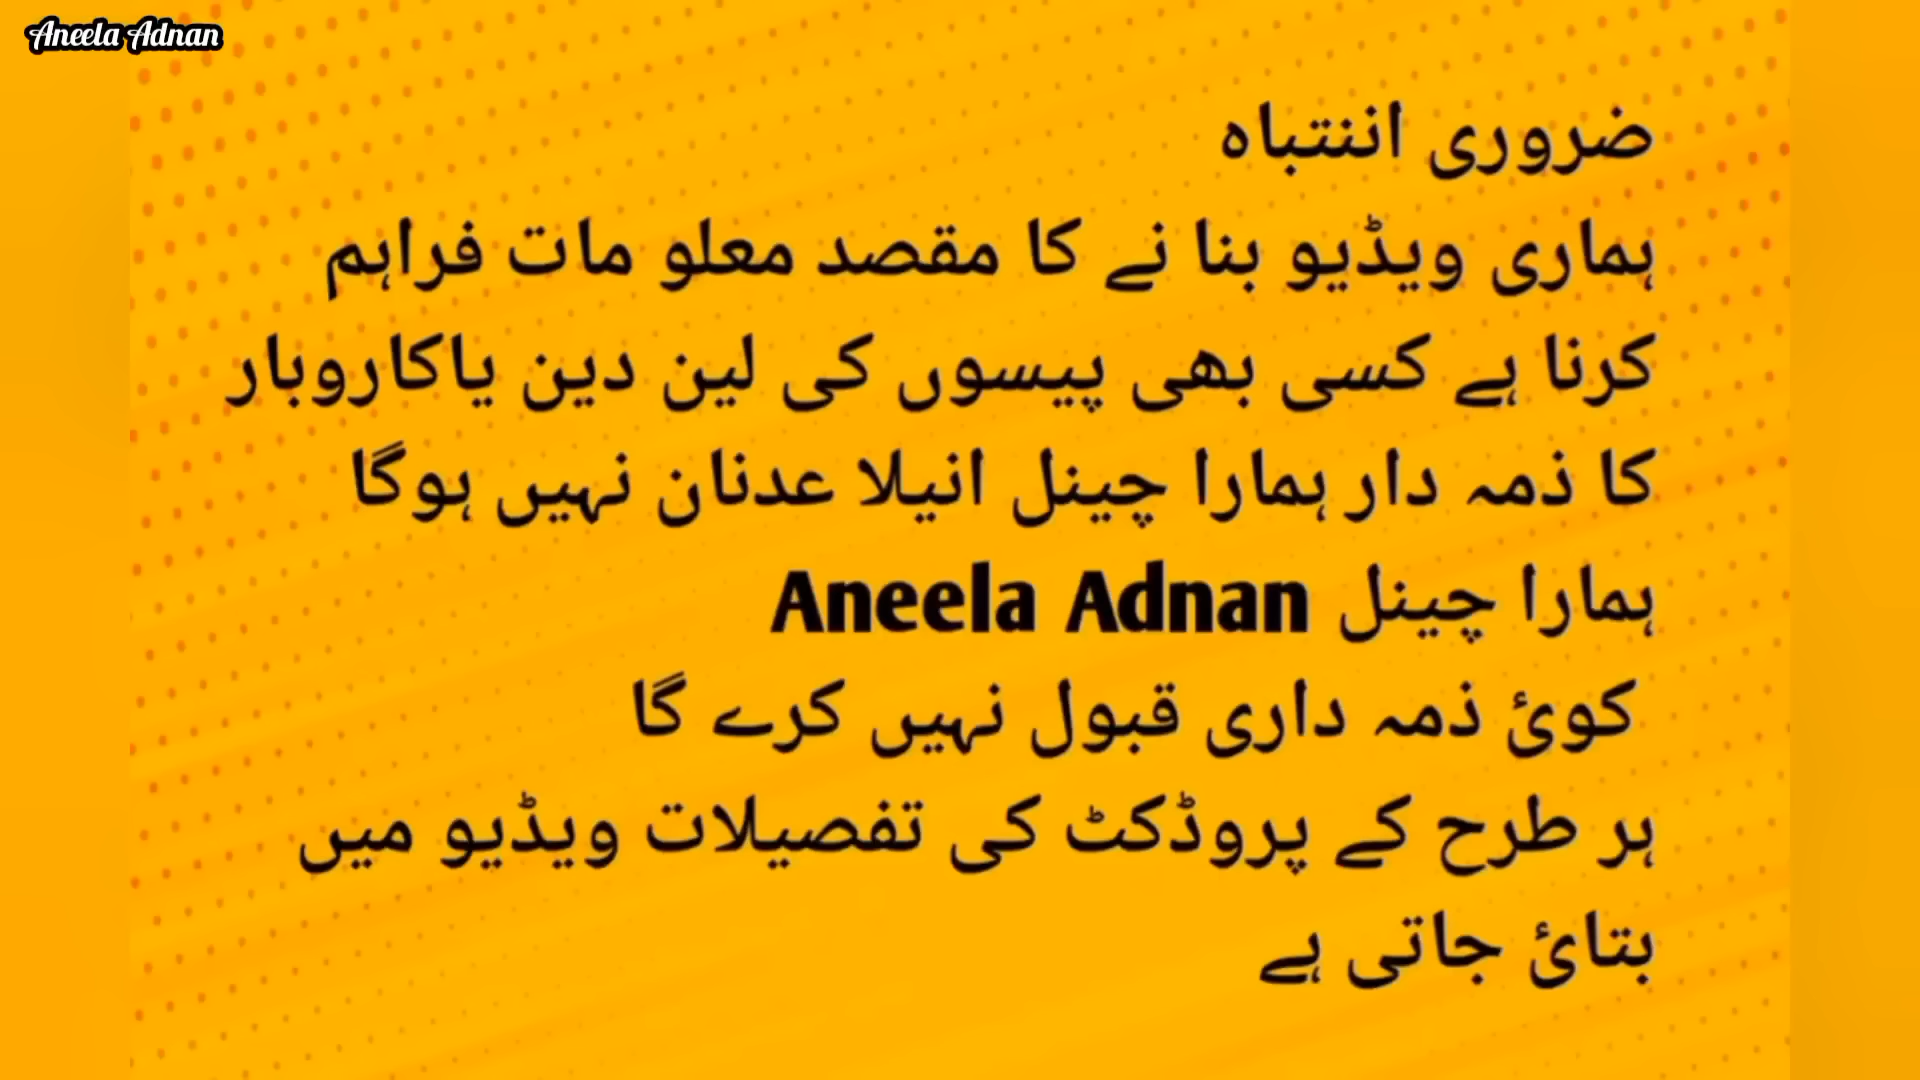 Aneela Adnan
ضروری اننتباہ
ہماری ویڈیو بنا نے کا مقصد معلو مات فراہم
کرنا ہے کسی بھی پیسوں کی لین دین یاکاروبار
کا ذمہ دار ہمارا چینل انیلا عدنان نہیں ہوگا
ہمارا چینل Aneela Adnan
کوئ ذمہ داری قبول نہیں کرے گا
ہر طرح کے پروڈکٹ کی تفصیلات ویڈیو میں
بتائ جاتی ہے